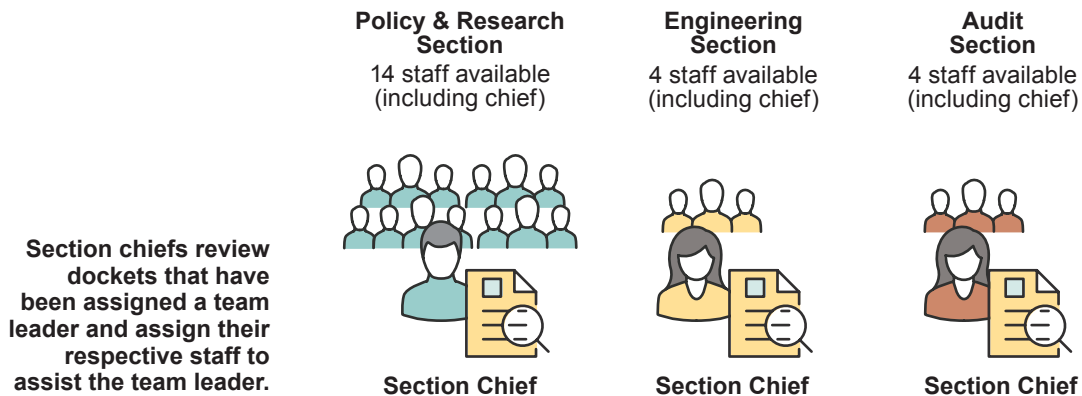 Policy & Research
Section
14 staff available
(including chief)
Engineering
Section
4 staff available
(including chief)
Audit
Section
4 staff available
(including chief)
Section chiefs review
dockets that have
been assigned a team
leader and assign their
respective staff to
assist the team leader.
Section Chief
Section Chief
Section Chief